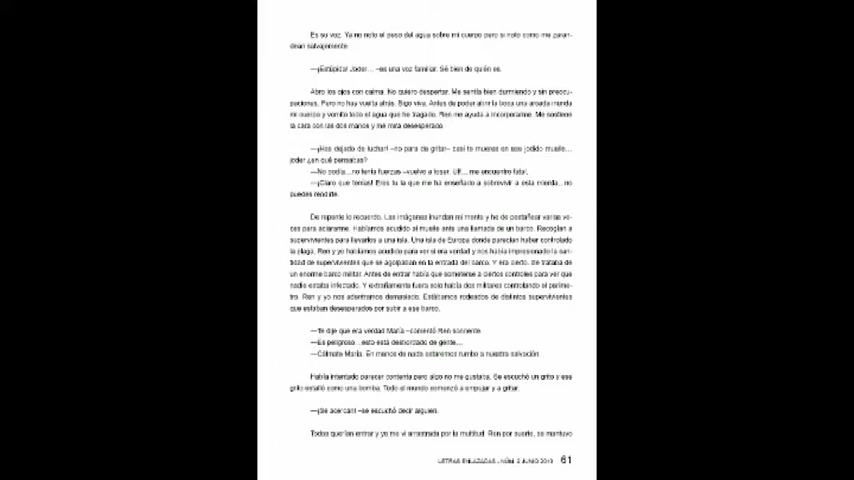 Es su voz. Ya no noto el peso del agua sobre mi cuerpo pero si noto como me zaran-
dean salvajemente.
—¡Estúpida! Joder... –es una voz familiar. Sé bien de quién es.
Abro los ojos con calma. No quiero despertar. Me sentía bien durmiendo y sin preocu-
paciones. Pero no hay vuelta atrás. Sigo viva. Antes de poder abrir la boca una arcada inunda
mi cuerpo y vomito todo el agua que he tragado. Ren me ayuda a incorporarme. Me sostiene
la cara con las dos manos y me mira desesperado.
—¡Has dejado de luchar! –no para de gritar– casi te mueres en ese jodido muelle...
joder ¿en qué pensabas?
—No podía...no tenía fuerzas –vuelvo a toser. Uff... me encuentro fatal.
—¡Claro que tenías! Eres tu la que me ha enseñado a sobrevivir a esta mierda...no
puedes rendirte.
De repente lo recuerdo. Las imágenes inundan mi mente y he de pestañear varias ve-
ces para aclararme. Habíamos acudido al muelle ante una llamada de un barco. Recogían a
supervivientes para llevarlos a una isla. Una isla de Europa donde parecían haber controlado
la plaga. Ren y yo habíamos acudido para ver si era verdad y nos había impresionado la can-
tidad de supervivientes que se agolpaban en la entrada del barco. Y era cierto. Se trataba de
un enorme barco militar. Antes de entrar había que someterse a ciertos controles para ver que
nadie estaba infectado. Y extrañamente fuera solo había dos militares controlando el períme-
tro. Ren y yo nos adentramos demasiado. Estábamos rodeados de distintos supervivientes
que estaban desesperados por subir a ese barco.
—Te dije que era verdad María –comentó Ren sonriente.
—Es peligroso...esto está desbordado de gente...
—Cálmate María. En menos de nada estaremos rumbo a nuestra salvación.
Había intentado parecer contenta pero algo no me gustaba. Se escuchó un grito y ese
grito estalló como una bomba. Todo el mundo comenzó a empujar y a gritar.
—¡Se acercan! –se escuchó decir alguien.
Todos querían entrar y yo me vi arrastrada por la multitud. Ren por suerte, se mantuvo
LETRAS ENLAZADAS - NÚM. 2 JUNIO 2013 61